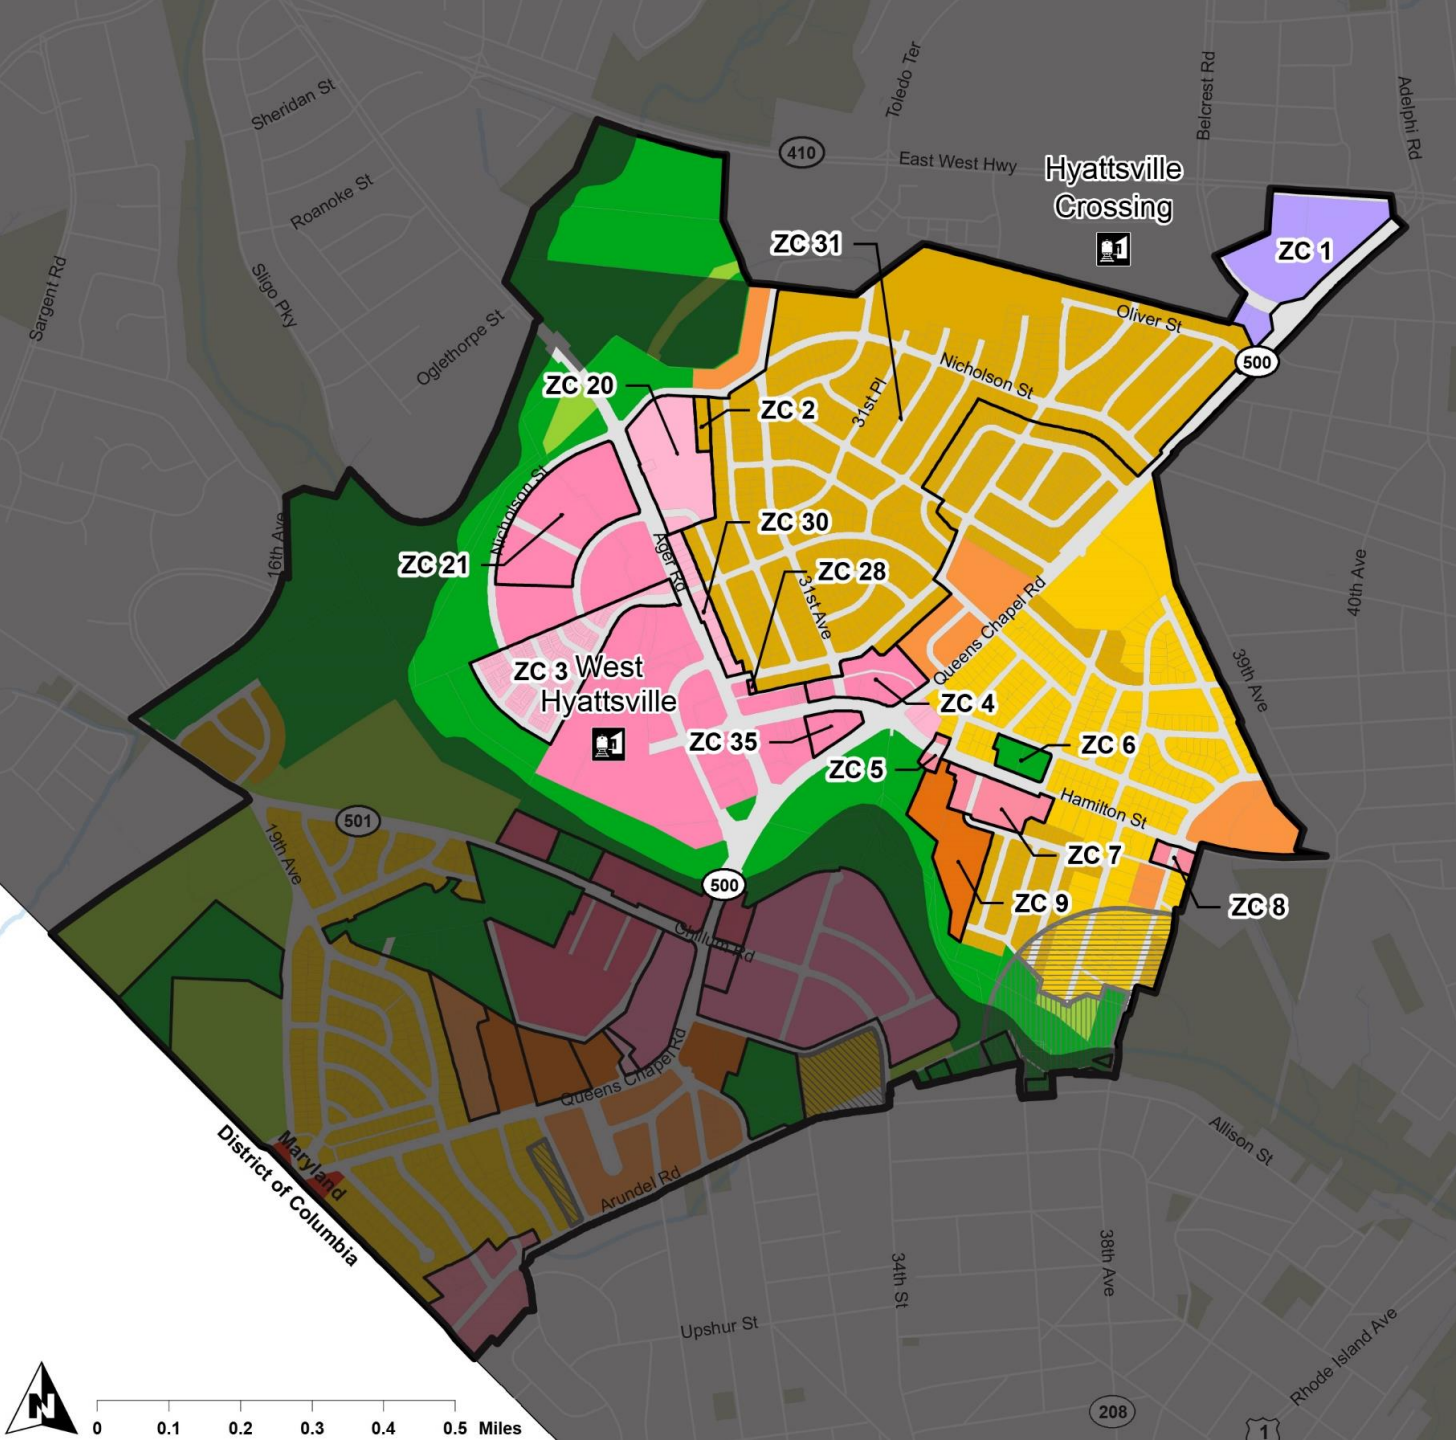 Toledo Ter
Belcrest Rd
Adelphi Rd
Sheridan St
410
East West Hwy
Hyattsville
Crossing
Roanoke St
ZC 31
ZC 1
Sargent Rd
Sligo Pky
Oglethorpe St
Oliver St
500
Nicholson St
ZC 20
31st Pl
ZC 2
Nicholson St
16th Ave
ZC 30
ZC 21
Ager Rd
ZC 28
31st Ave
40th Ave
Queens Chapel Rd
39th Ave
ZC 3
West
Hyattsville
ZC 4
ZC 35
ZC 6
ZC 5
Hamilton St
501
19th Ave
ZC 7
500
ZC 9
ZC 8
Chillum Rd
Queens Chapel Rd
Allison St
Maryland
District of Columbia
Arundel Rd
34th St
38th Ave
Upshur St
Rhode Island Ave
N
0 0.1 0.2 0.3 0.4 0.5 Miles
208
1